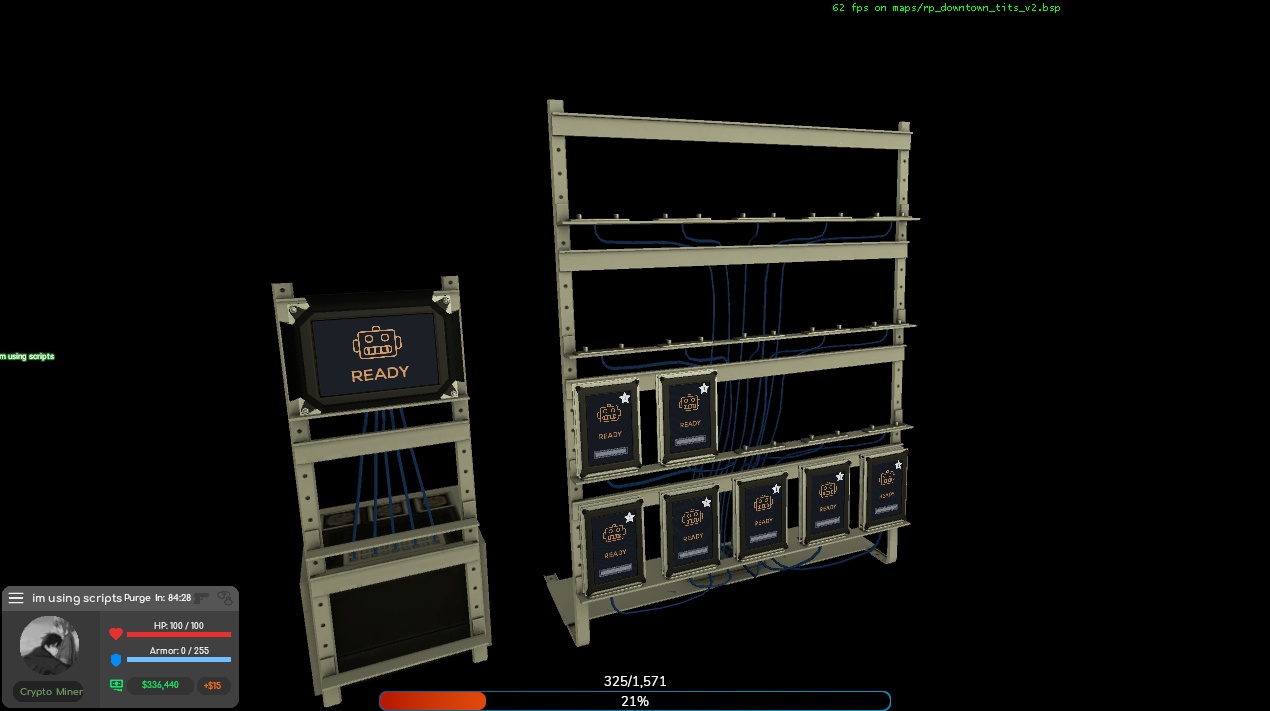 62 fps on maps/rp_downtown_tits_v2.bsp
READY
READY
READY
READY
READY
READY
READY
READY
m using scripts
im using scripts Purge In: 84:28
HP: 100 / 100
Armor: 0 / 255
Crypto Miner
$336,440
+$15
325/1,571
21%